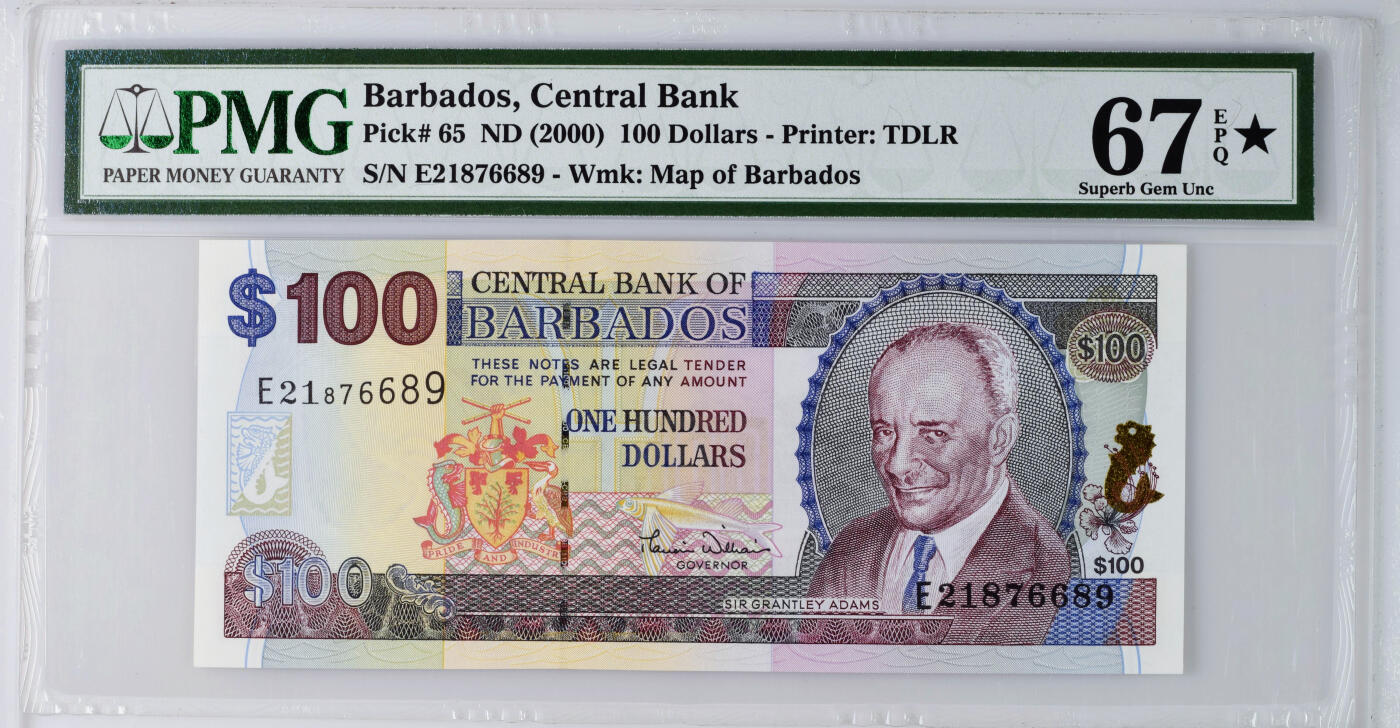 PMG
PAPER MONEY GUARANTY
Barbados, Central Bank
Pick# 65 ND (2000) 100 Dollars - Printer: TDLR
S/N E21876689 - Wmk: Map of Barbados
67
EPQ
★
Superb Gem Unc
$100
CENTRAL BANK OF
BARBADOS
THESE NOTES ARE LEGAL TENDER
FOR THE PAYMENT OF ANY AMOUNT
E21876689
ONE HUNDRED
DOLLARS
$100
PRIDE AND INDUSTRY
GOVERNOR
$100
$100
SIR GRANTLEY ADAMS
E21876689